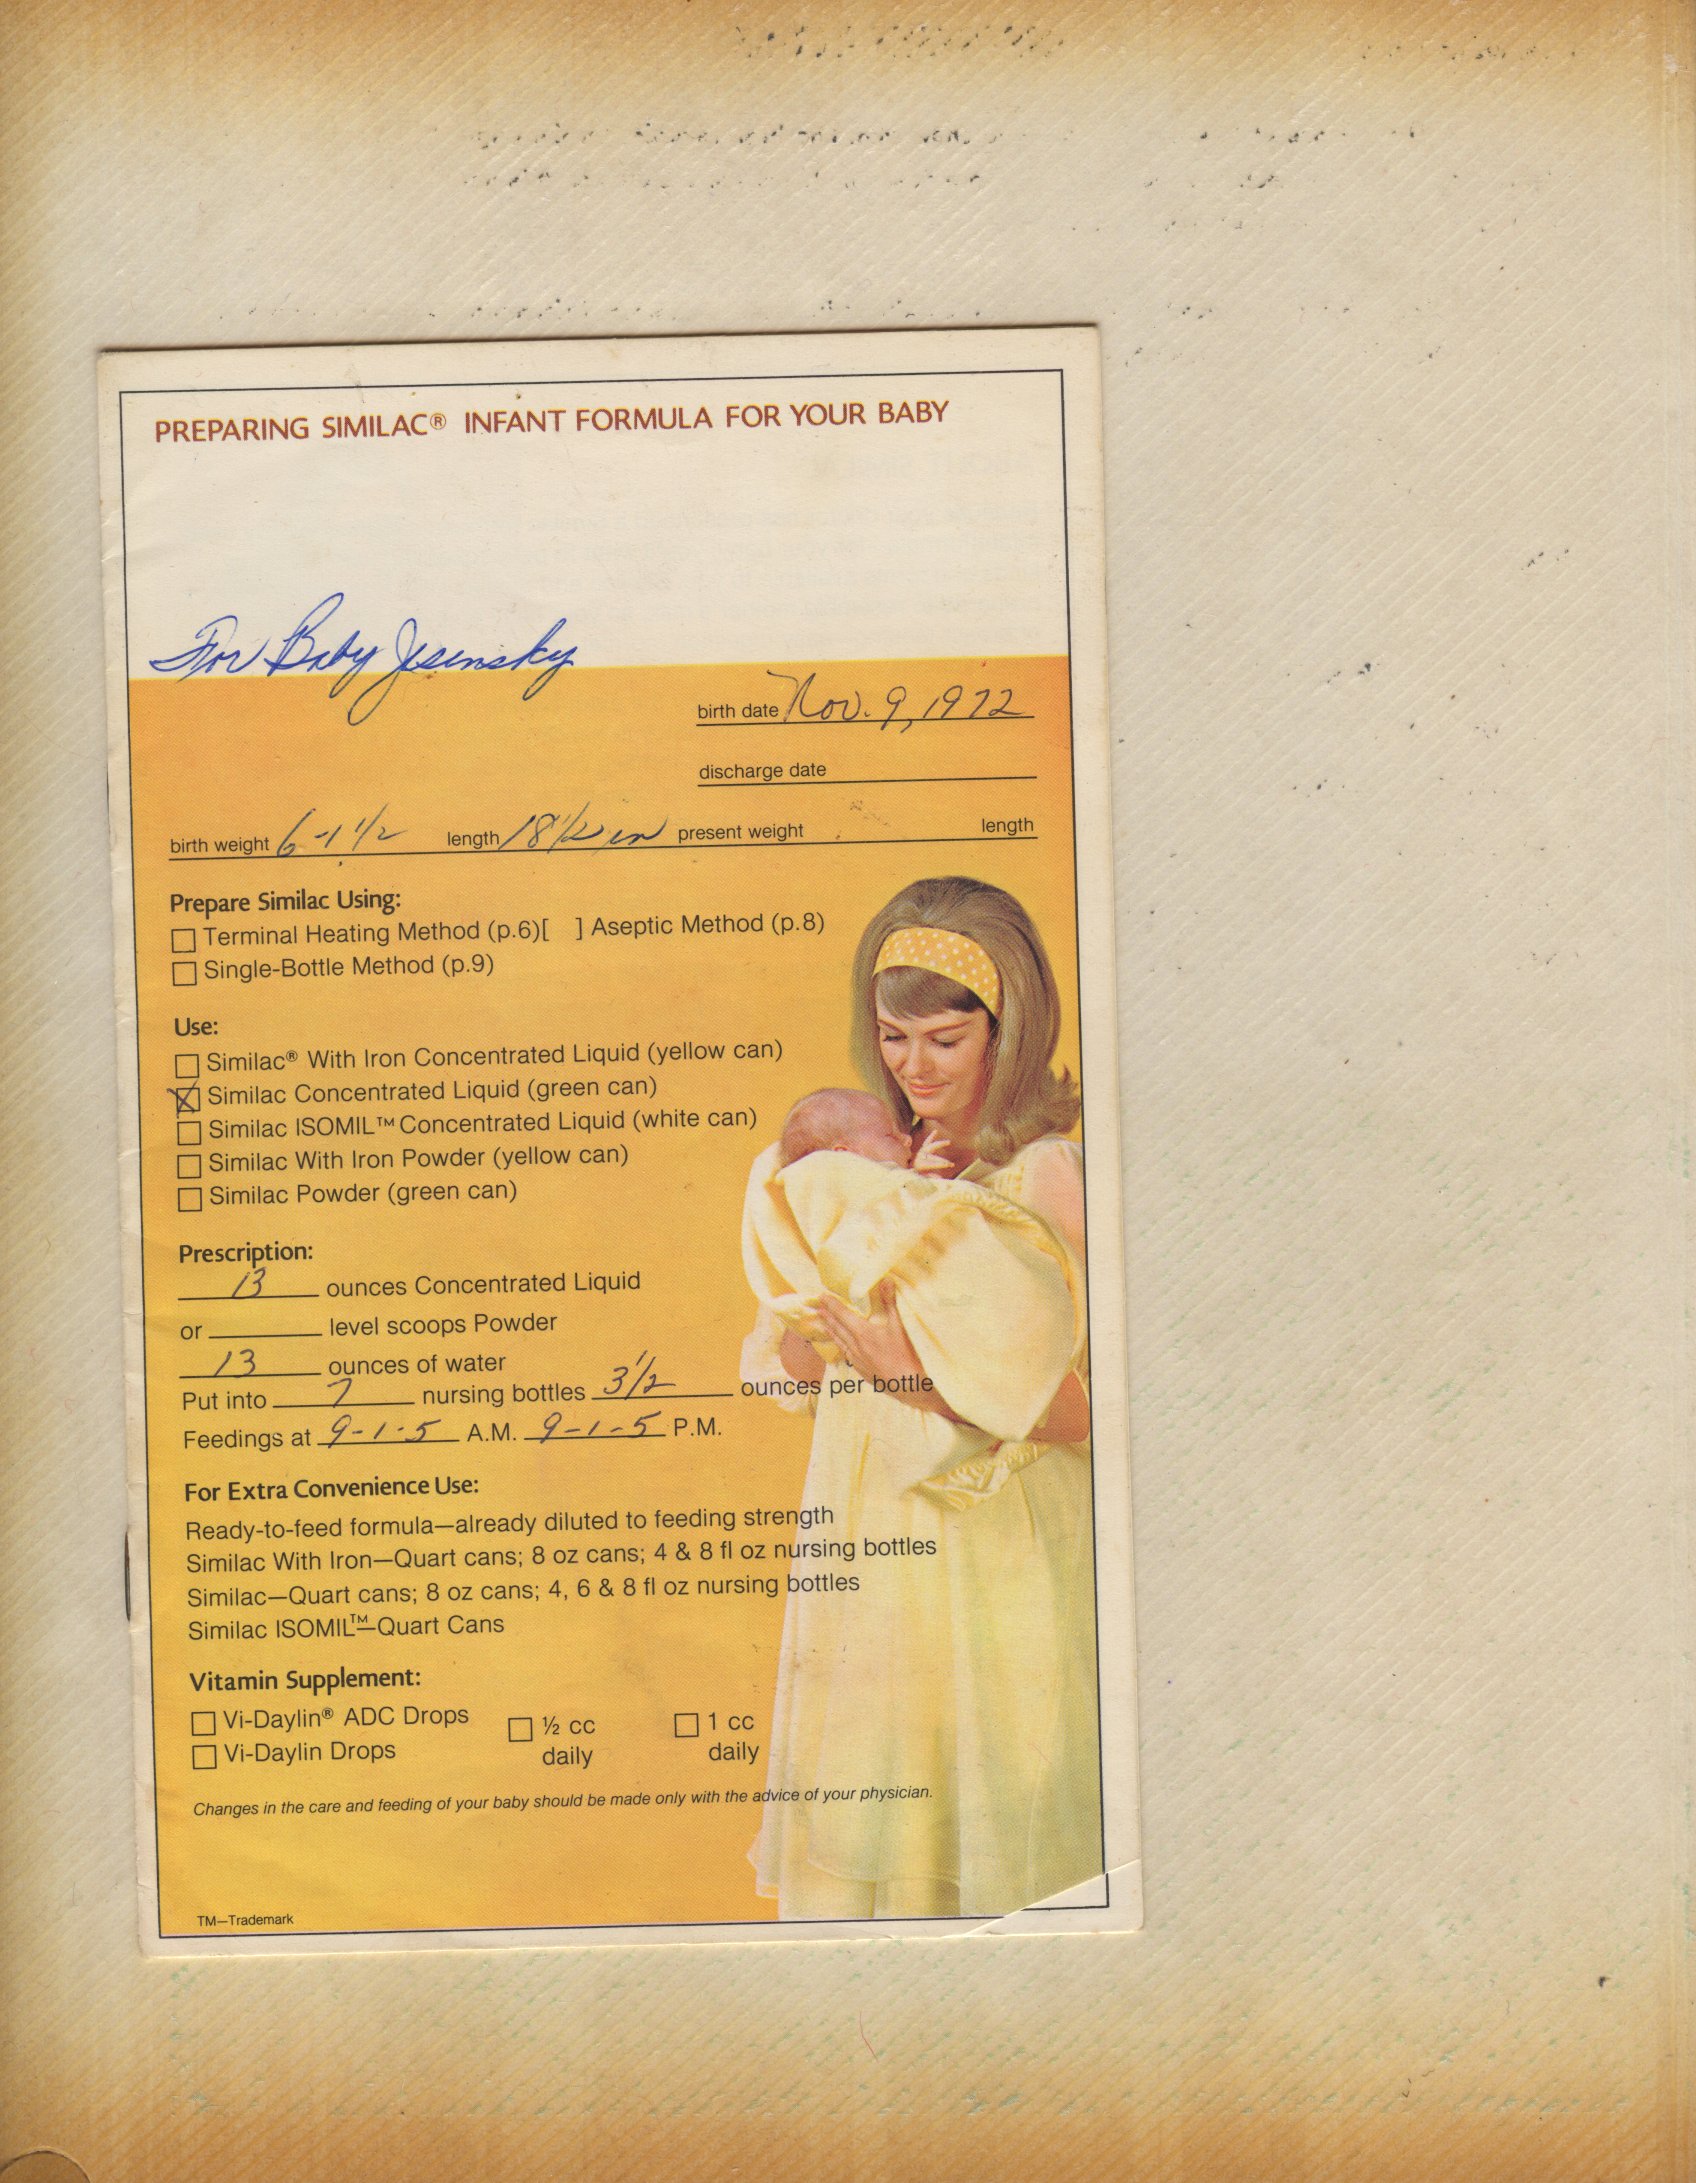 PREPARING SIMILAC® INFANT FORMULA FOR YOUR BABY
For Baby Jsensky
birth date Nov. 9, 1972
discharge date
birth weight 6-1 1/2 length 18 1/2 in present weight length
Prepare Similac Using:
Terminal Heating Method (p.6)[ ] Aseptic Method (p.8)
Single-Bottle Method (p.9)
Use:
Similac® With Iron Concentrated Liquid (yellow can)
Similac Concentrated Liquid (green can)
Similac ISOMIL™ Concentrated Liquid (white can)
Similac With Iron Powder (yellow can)
Similac Powder (green can)
Prescription:
13 ounces Concentrated Liquid
or level scoops Powder
13 ounces of water
Put into 7 nursing bottles 3 1/2 ounces per bottle
Feedings at 9-1-5 A.M. 9-1-5 P.M.
For Extra Convenience Use:
Ready-to-feed formula—already diluted to feeding strength
Similac With Iron—Quart cans; 8 oz cans; 4 & 8 fl oz nursing bottles
Similac—Quart cans; 8 oz cans; 4, 6 & 8 fl oz nursing bottles
Similac ISOMIL™—Quart Cans
Vitamin Supplement:
Vi-Daylin® ADC Drops ½ cc 1 cc
Vi-Daylin Drops daily daily
Changes in the care and feeding of your baby should be made only with the advice of your physician.
TM—Trademark